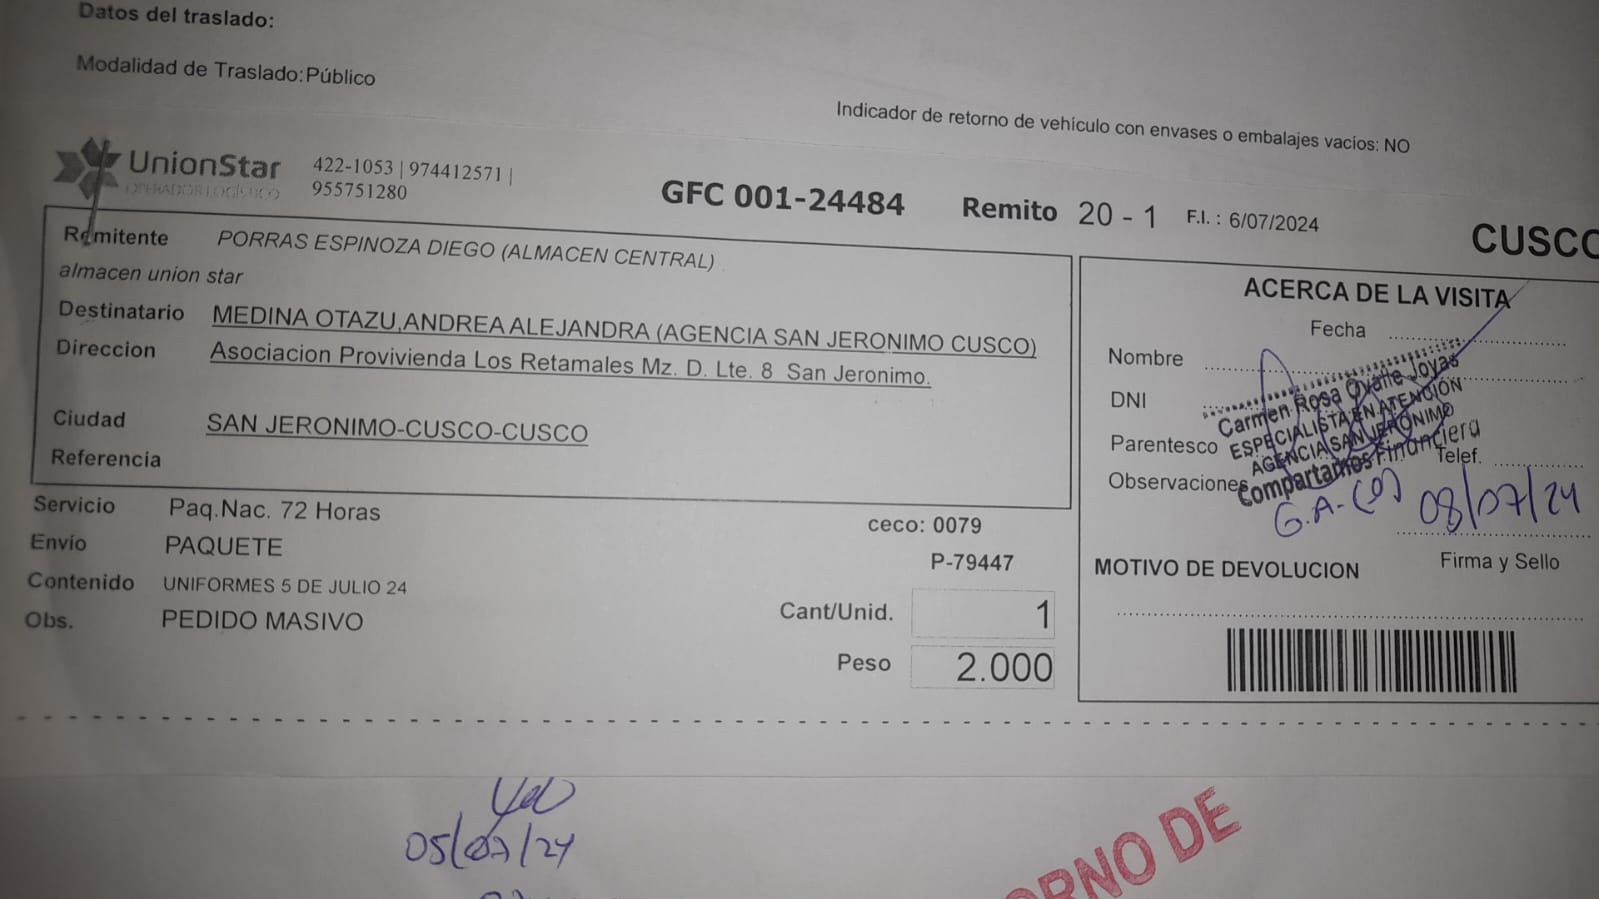 Datos del traslado:
Modalidad de Traslado:Público
Indicador de retorno de vehículo con envases o embalajes vacíos: NO
UnionStar
OPERADOR LOGÍSTICO
422-1053 | 974412571 |
955751280
GFC 001-24484 Remito 20 - 1 F.I. : 6/07/2024
CUSCO
Remitente PORRAS ESPINOZA DIEGO (ALMACEN CENTRAL)
almacen union star
Destinatario MEDINA OTAZU,ANDREA ALEJANDRA (AGENCIA SAN JERONIMO CUSCO)
Direccion Asociacion Provivienda Los Retamales Mz. D. Lte. 8 San Jeronimo.
Ciudad SAN JERONIMO-CUSCO-CUSCO
Referencia
Servicio Paq.Nac. 72 Horas
Envío PAQUETE
Contenido UNIFORMES 5 DE JULIO 24
Obs. PEDIDO MASIVO
ceco: 0079
P-79447
Cant/Unid. 1
Peso 2.000
ACERCA DE LA VISITA
Fecha
Nombre
DNI
Parentesco
Telef.
Observaciones
Carmen Rosa Ovalle Joyas
ESPECIALISTA EN ATENCIÓN
AGENCIA SAN JERÓNIMO
Compartamos Financiera
G.A-(e) 08/07/24
Firma y Sello
MOTIVO DE DEVOLUCION
05/07/24
ORNO DE